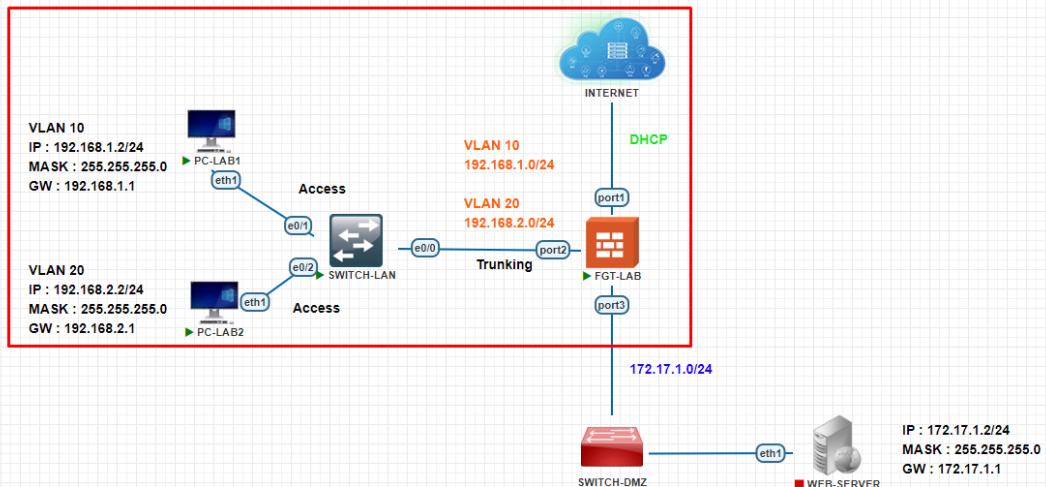 INTERNET
DHCP
VLAN 10
IP : 192.168.1.2/24
MASK : 255.255.255.0
GW : 192.168.1.1
PC-LAB1
eth1
Access
e0/1
VLAN 10
192.168.1.0/24
VLAN 20
192.168.2.0/24
port1
e0/0
port2
Trunking
SWITCH-LAN
FGT-LAB
port3
VLAN 20
IP : 192.168.2.2/24
MASK : 255.255.255.0
GW : 192.168.2.1
e0/2
eth1
Access
PC-LAB2
172.17.1.0/24
SWITCH-DMZ
eth1
WEB-SERVER
IP : 172.17.1.2/24
MASK : 255.255.255.0
GW : 172.17.1.1